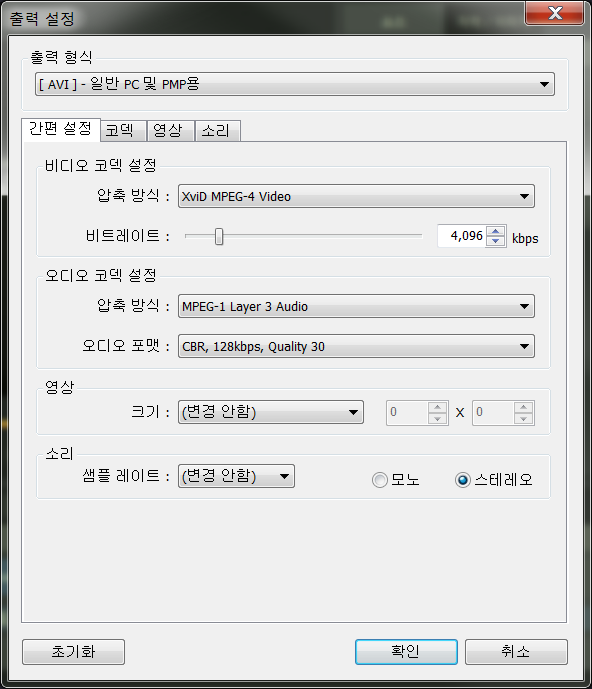 출력 설정
출력 형식
[ AVI ] - 일반 PC 및 PMP용
간편 설정 코덱 영상 소리
비디오 코덱 설정
압축 방식 : XviD MPEG-4 Video
비트레이트 : 4,096 kbps
오디오 코덱 설정
압축 방식 : MPEG-1 Layer 3 Audio
오디오 포맷 : CBR, 128kbps, Quality 30
영상
크기 : (변경 안함) 0 X 0
소리
샘플 레이트 : (변경 안함) 모노 스테레오
초기화 확인 취소